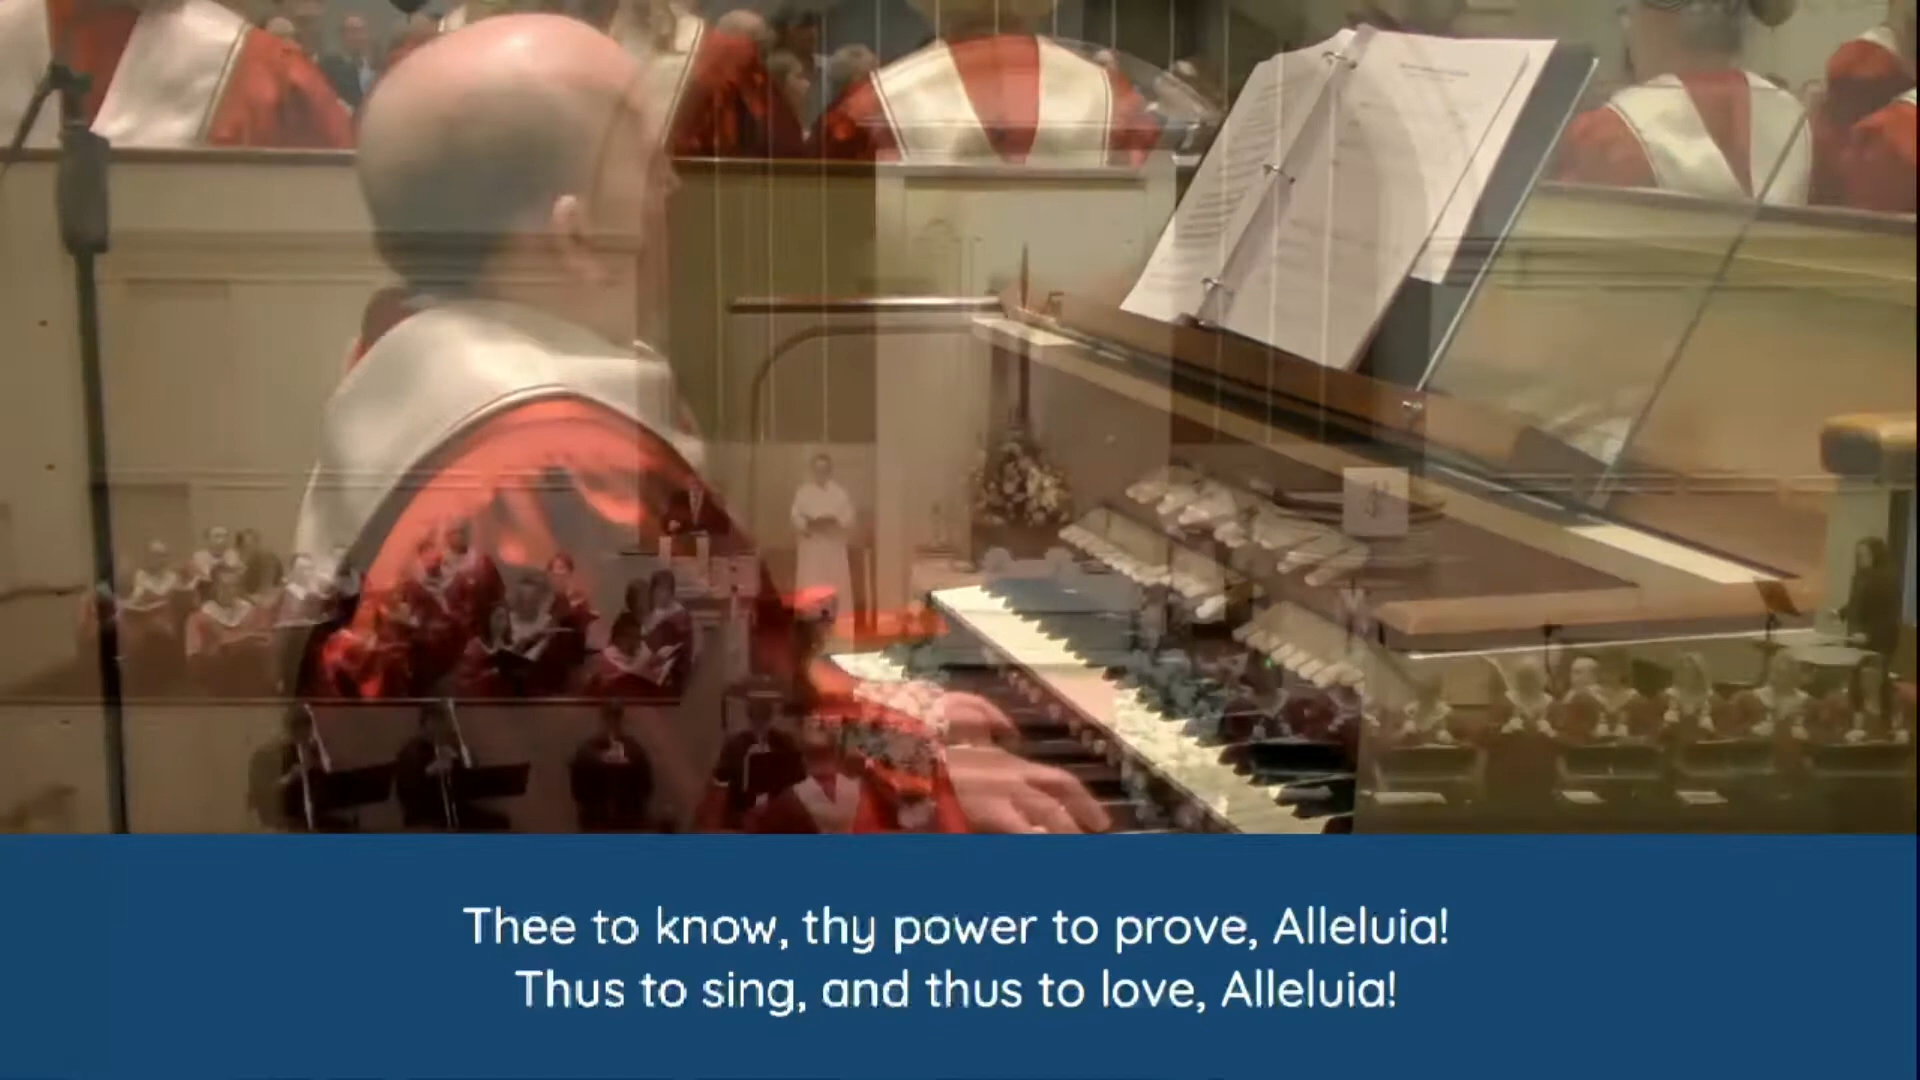 Thee to know, thy power to prove, Alleluia!
Thus to sing, and thus to love, Alleluia!